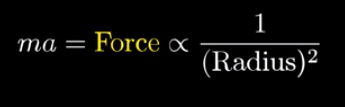 ma = Force ∝ 1/(Radius)²